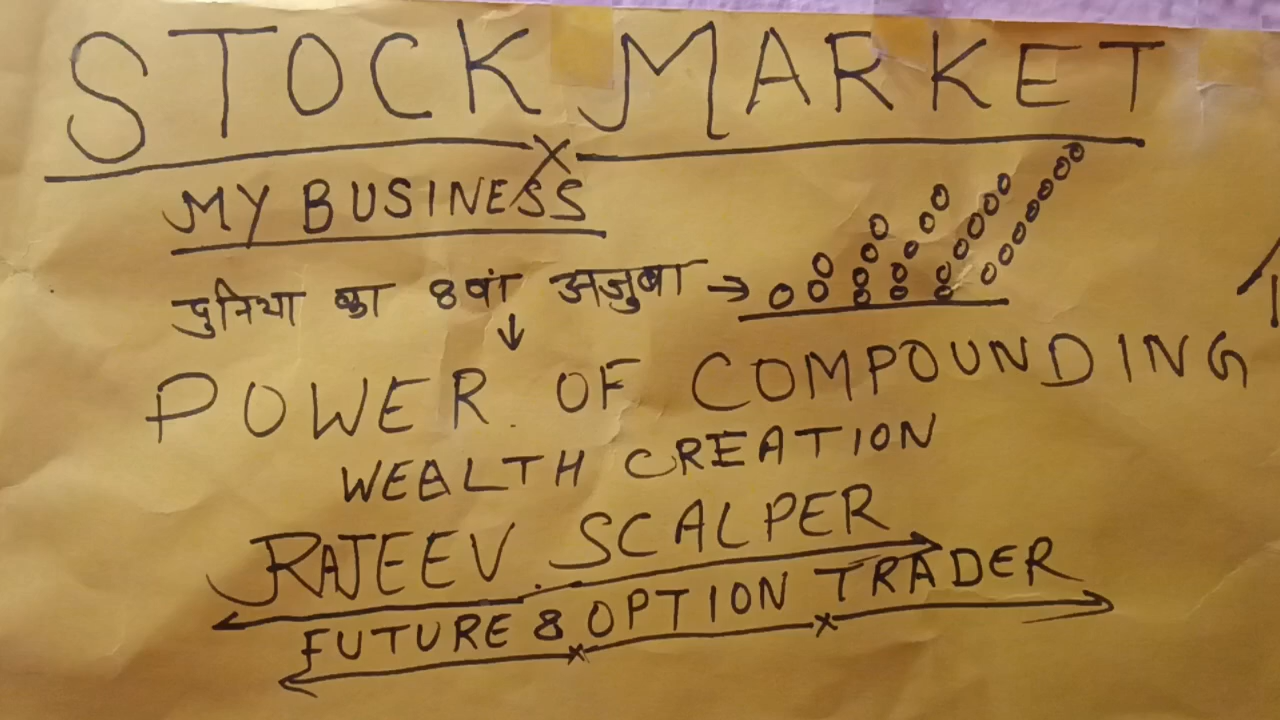 STOCK MARKET
MY BUSINESS
दुनिया का 8वां अजुबा
POWER OF COMPOUNDING
WEALTH CREATION
RAJEEV SCALPER
FUTURE & OPTION TRADER